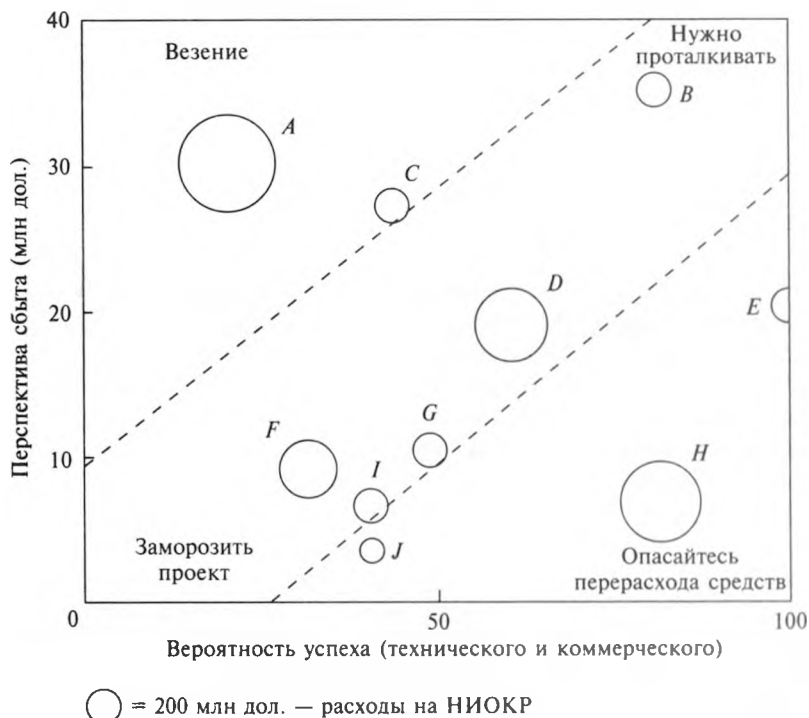 40
Везение
Нужно
проталкивать
A
B
30
C
Перспектива сбыта (млн дол.)
20
D
E
G
F
10
I
H
J
Заморозить
проект
Опасайтесь
перерасхода средств
0
50
100
Вероятность успеха (технического и коммерческого)
= 200 млн дол. — расходы на НИОКР